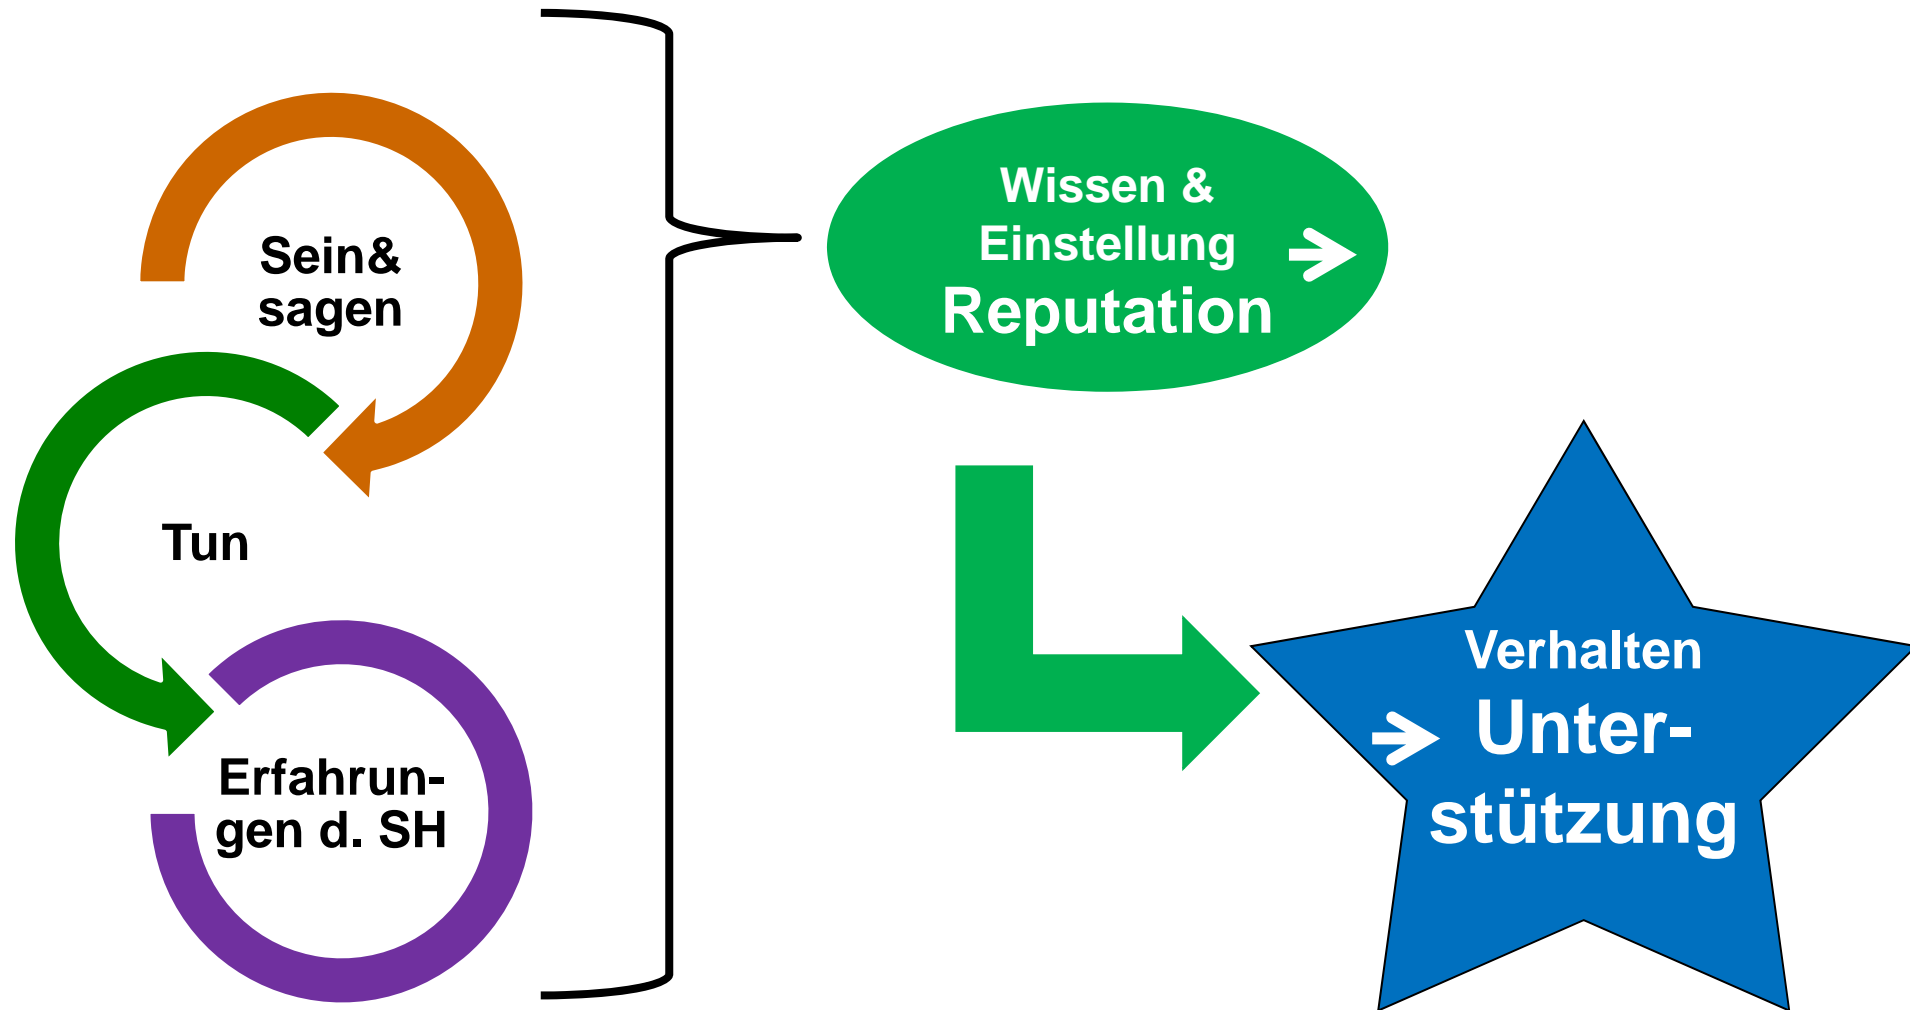 Sein&
sagen
Tun
Erfahrun-
gen d. SH
Wissen &
Einstellung
Reputation
Verhalten
Unter-
stützung